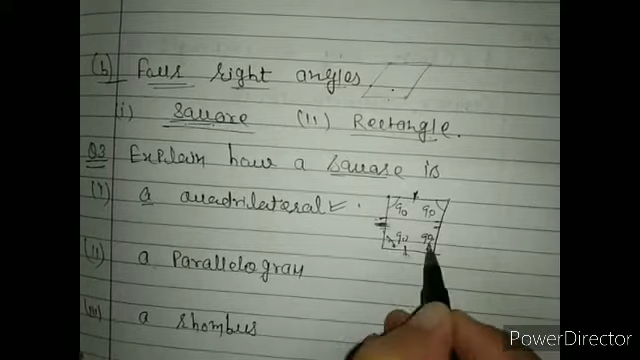 (b) Four right angles
(i) Square (ii) Rectangle.
Q3 Explain how a square is
(i) a quadrilateral
90 90
90 90
(ii) a Parallelogram
(iii) a rhombus
PowerDirector